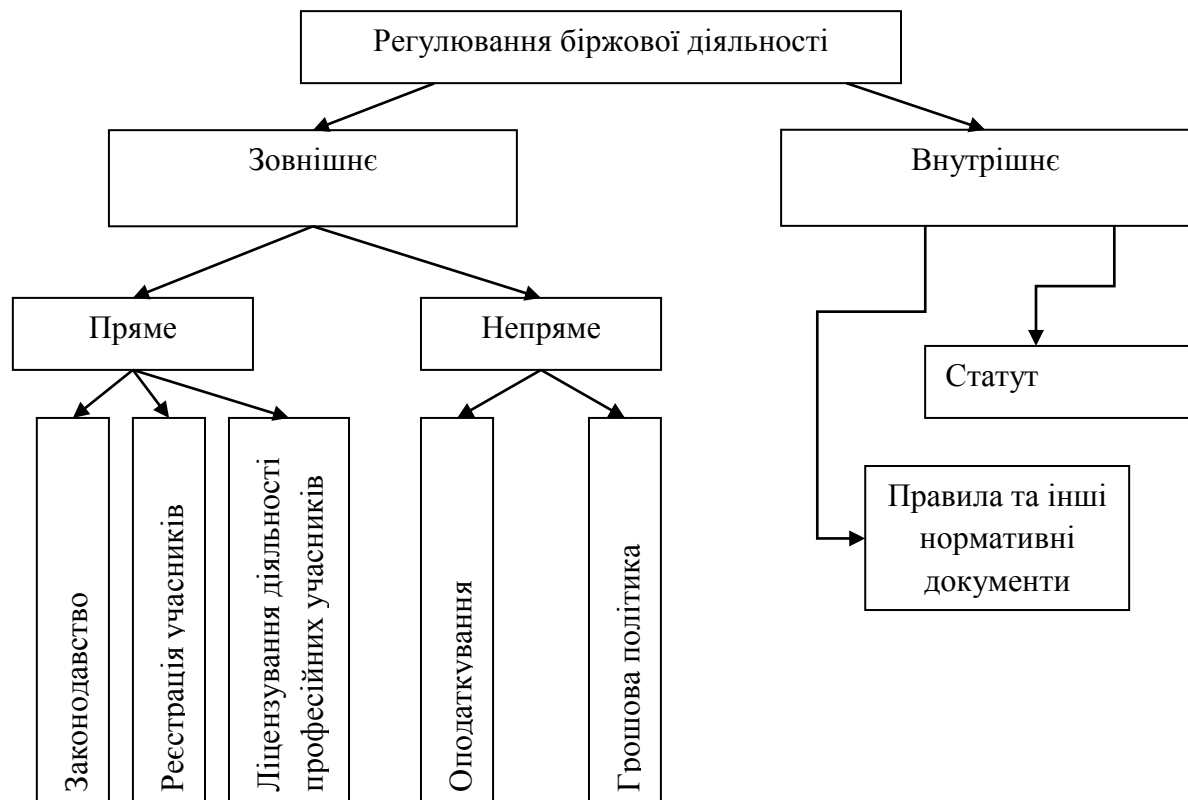 Регулювання біржової діяльності
Зовнішнє
Внутрішнє
Пряме
Непряме
Статут
Законодавство
Реєстрація учасників
Ліцензування діяльності
професійних учасників
Оподаткування
Грошова політика
Правила та інші
нормативні
документи